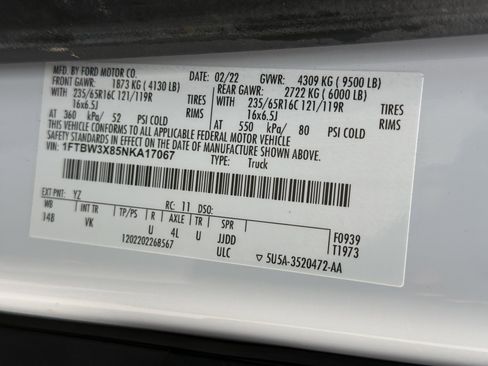 MFD. BY FORD MOTOR CO. 02/22 GVWR: 4309 KG ( 9500 LB)
FRONT GAWR: 1873 KG ( 4130 LB) REAR GAWR: 2722 KG ( 6000 LB)
235/65R16C 121/119R TIRES 235/65R16C 121/119R TIRES
16x6.5J RIMS 16x6.5J RIMS
AT 360 kPa/ 52 PSI COLD AT 550 kPa/ 80 PSI COLD
THIS VEHICLE CONFORMS TO ALL APPLICABLE FEDERAL MOTOR VEHICLE
SAFETY STANDARDS IN EFFECT ON THE DATE OF MANUFACTURE SHOWN ABOVE.
VIN: 1FTBW3X85NKA17067
TYPE: Truck
EXT PNT: YZ RC: 11 DSO:
WB INT TR TP/PS R AXLE TR SPR F0939
148 VK U 4L U JJDD T1973
1202202268567 ULC ▽ 5U5A-3520472-AA